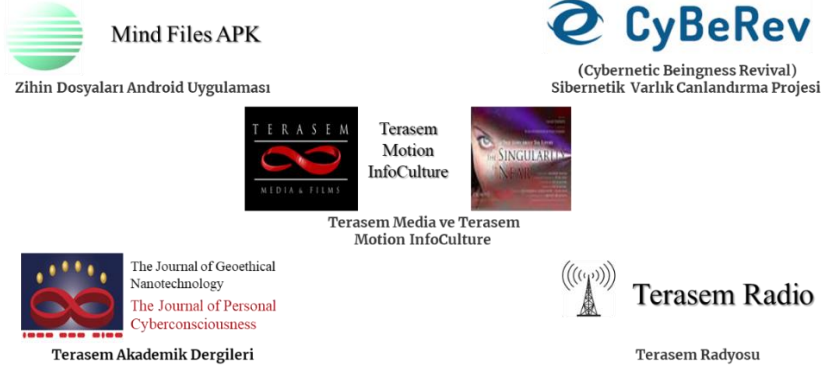 Mind Files APK
Zihin Dosyaları Android Uygulaması
CyBeRev
(Cybernetic Beingness Revival)
Sibernetik Varlık Canlandırma Projesi
TERASEM
MEDIA & FILMS
Terasem
Motion
InfoCulture
THE SINGULARITY
IS NEAR
Terasem Media ve Terasem
Motion InfoCulture
The Journal of Geoethical
Nanotechnology
The Journal of Personal
Cyberconsciousness
Terasem Akademik Dergileri
Terasem Radio
Terasem Radyosu